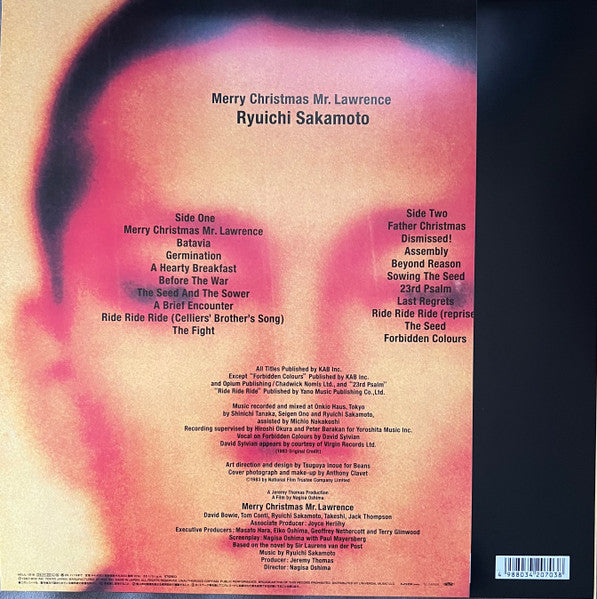 Merry Christmas Mr. Lawrence
Ryuichi Sakamoto
Side One
Merry Christmas Mr. Lawrence
Batavia
Germination
A Hearty Breakfast
Before The War
The Seed And The Sower
A Brief Encounter
Ride Ride Ride (Celliers' Brother's Song)
The Fight
Side Two
Father Christmas
Dismissed!
Assembly
Beyond Reason
Sowing The Seed
23rd Psalm
Last Regrets
Ride Ride Ride (reprise
The Seed
Forbidden Colours
All Titles Published by KAB Inc.
Except "Forbidden Colours" Published by KAB Inc.
and Opium Publishing / Chadwick Nomis Ltd., and "23rd Psalm"
"Ride Ride Ride" Published by Yano Music Publishing Co., Ltd.
Music recorded and mixed at Onkio Haus, Tokyo
by Shinichi Tanaka, Seigen Ono and Ryuichi Sakamoto,
assisted by Michio Nakakoshi
Recording supervised by Hiroshi Okura and Peter Barakan for Yoroshita Music Inc.
Vocal on Forbidden Colours by David Sylvian
David Sylvian appears by courtesy of Virgin Records Ltd.
(1983 Original Credit)
Art direction and design by Tsuguya Inoue for Beans
Cover photograph and make-up by Anthony Clavet
©1983 by National Film Trustee Company Limited
A Jeremy Thomas Production
A Film by Nagisa Oshima
Merry Christmas Mr. Lawrence
David Bowie, Tom Conti, Ryuichi Sakamoto, Takeshi, Jack Thompson
Associate Producer: Joyce Herlihy
Executive Producers: Masato Hara, Eiko Oshima, Geoffrey Nethercott and Terry Glinwood
Screenplay: Nagisa Oshima with Paul Mayersberg
Based on the novel by Sir Laurens van der Post
Music by Ryuichi Sakamoto
Producer: Jeremy Thomas
Director: Nagisa Oshima
4 988034 207038